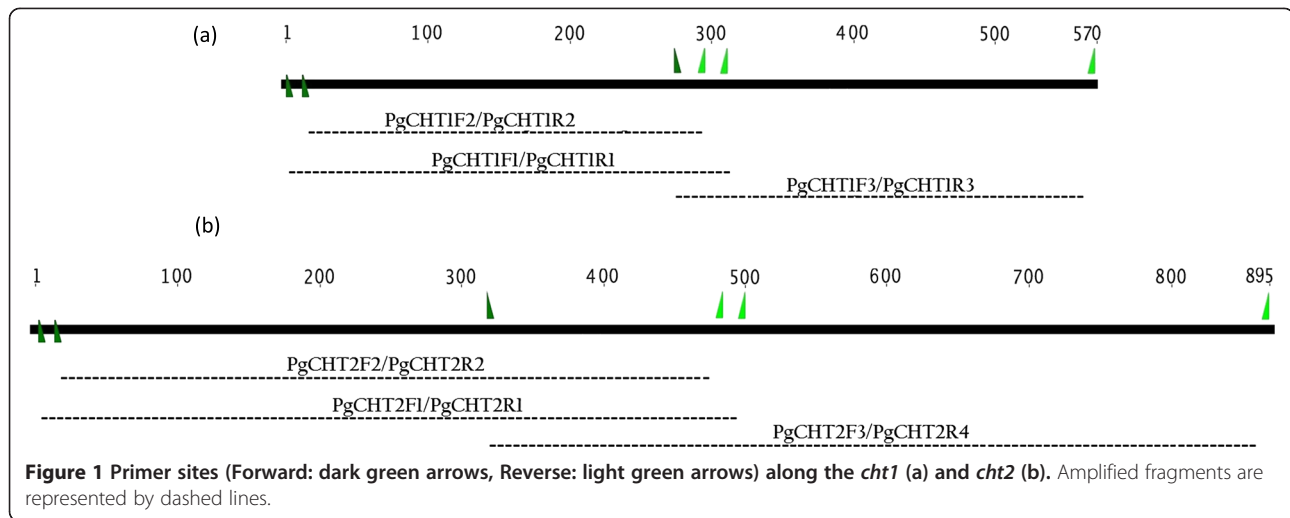 (a) 1 100 200 300 400 500 570
PgCHT1F2/PgCHT1R2
PgCHT1F1/PgCHT1R1
PgCHT1F3/PgCHT1R3
(b)
1 100 200 300 400 500 600 700 800 895
PgCHT2F2/PgCHT2R2
PgCHT2F1/PgCHT2R1
PgCHT2F3/PgCHT2R4
Figure 1 Primer sites (Forward: dark green arrows, Reverse: light green arrows) along the cht1 (a) and cht2 (b). Amplified fragments are
represented by dashed lines.